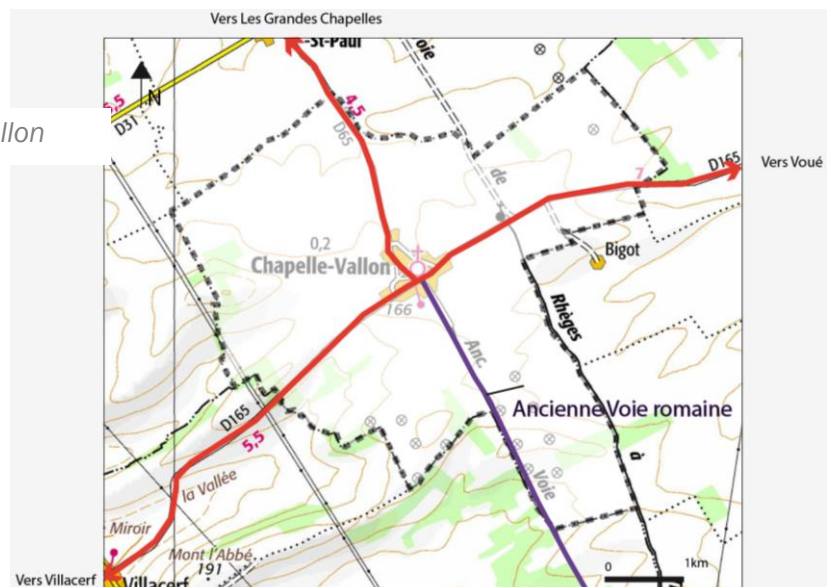 Vers Les Grandes Chapelles
-St-Paul
oie
N
5,5
D31
llon
4,5
D65
de
7
D165
Vers Voué
0,2
Chapelle-Vallon
166
Bigot
Rhèges
Anc.
Ancienne Voie romaine
D165
5,5
à
la Vallée
Voie
Miroir
Mont l'Abbé
191
0
1km
Vers Villacerf
Villacerf